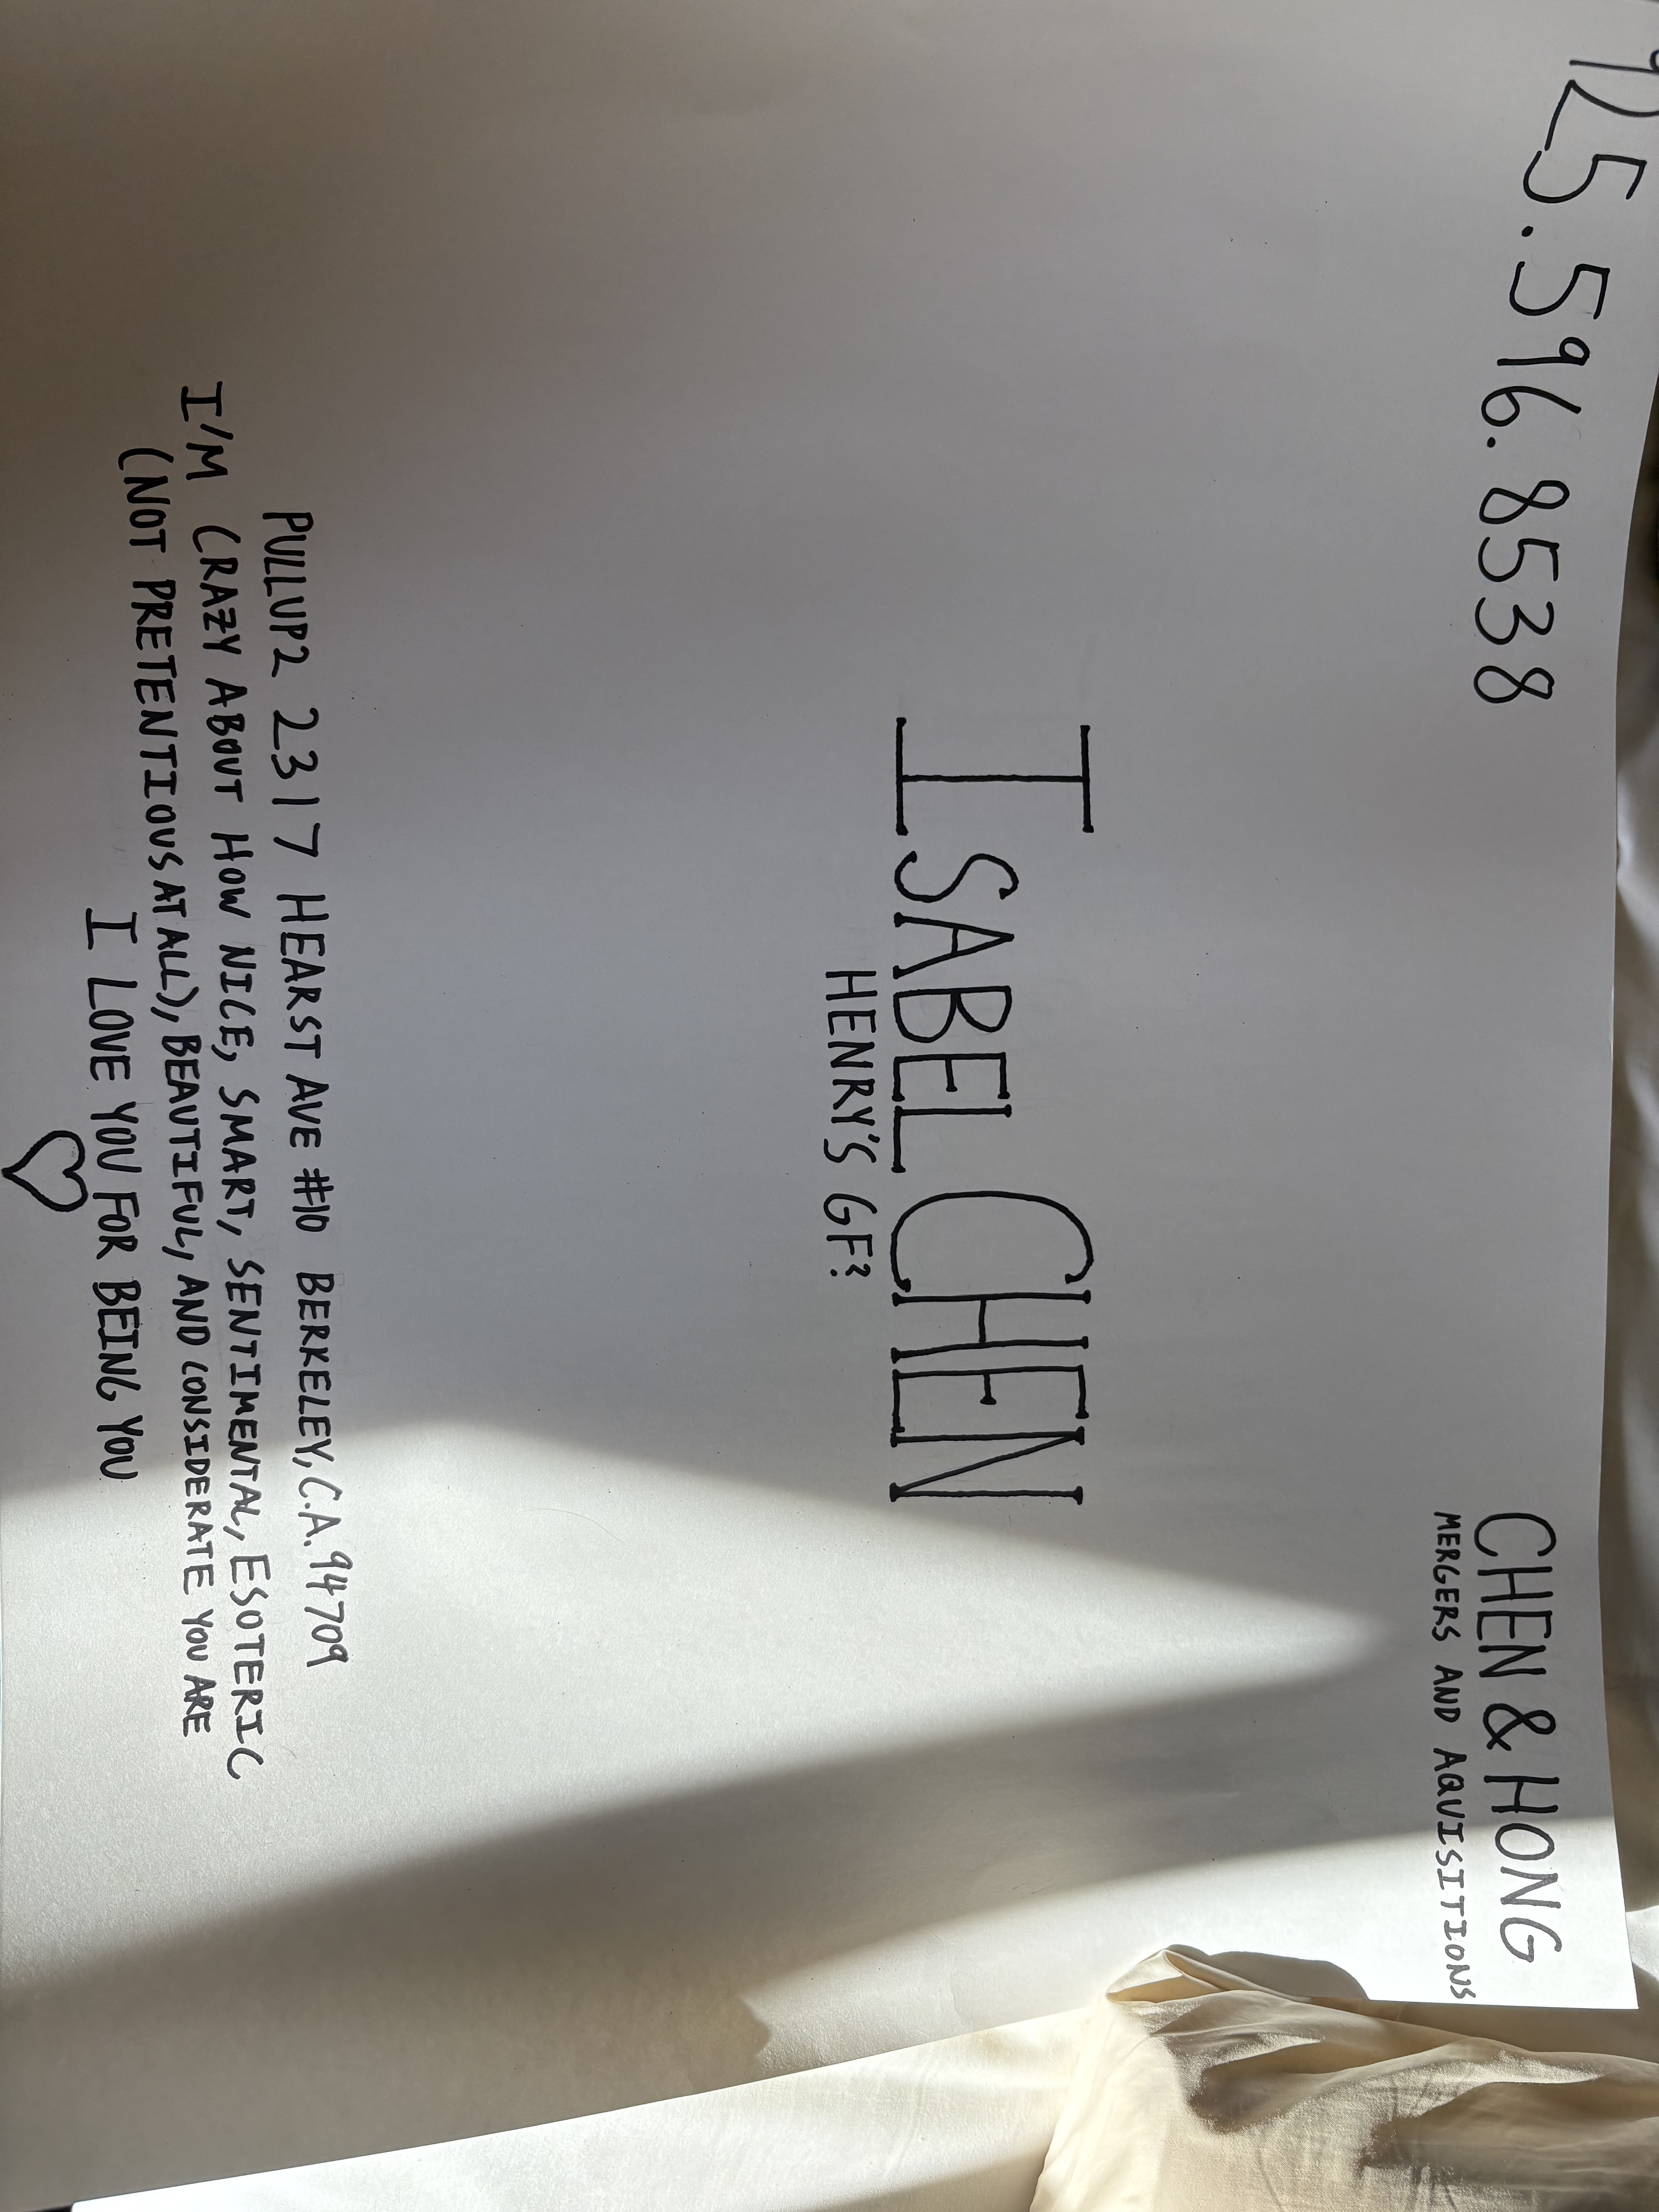 925.596.8538
CHEN & HONG
MERGERS AND AQUISITIONS
ISABEL CHEN
HENRY'S GF?
PULLUP2 2317 HEARST AVE #10 BERKELEY, C.A. 94709
I'M CRAZY ABOUT HOW NICE, SMART, SENTIMENTAL, ESOTERIC
(NOT PRETENTIOUS AT ALL), BEAUTIFUL, AND CONSIDERATE YOU ARE
I LOVE YOU FOR BEING YOU